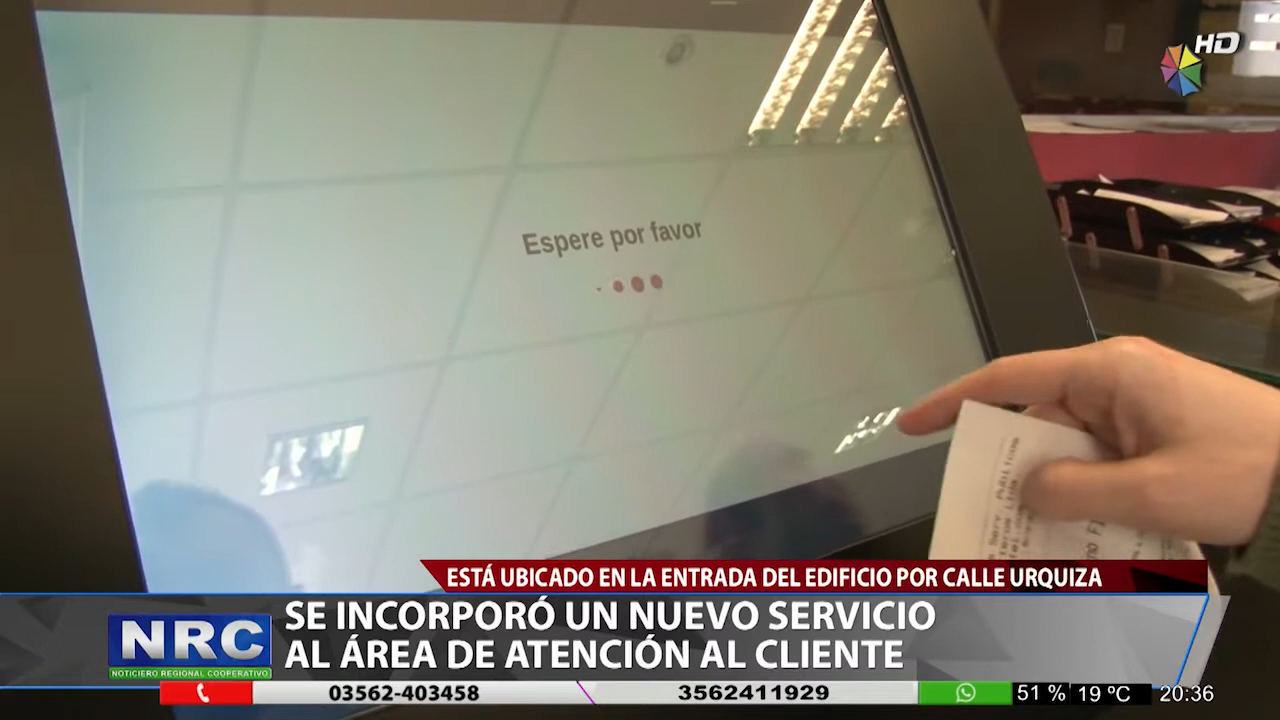 HD
Espere por favor
ESTÁ UBICADO EN LA ENTRADA DEL EDIFICIO POR CALLE URQUIZA
SE INCORPORÓ UN NUEVO SERVICIO
AL ÁREA DE ATENCIÓN AL CLIENTE
NRC
NOTICIERO REGIONAL COOPERATIVO
03562-403458
3562411929
51 %
19 ºC
20:36